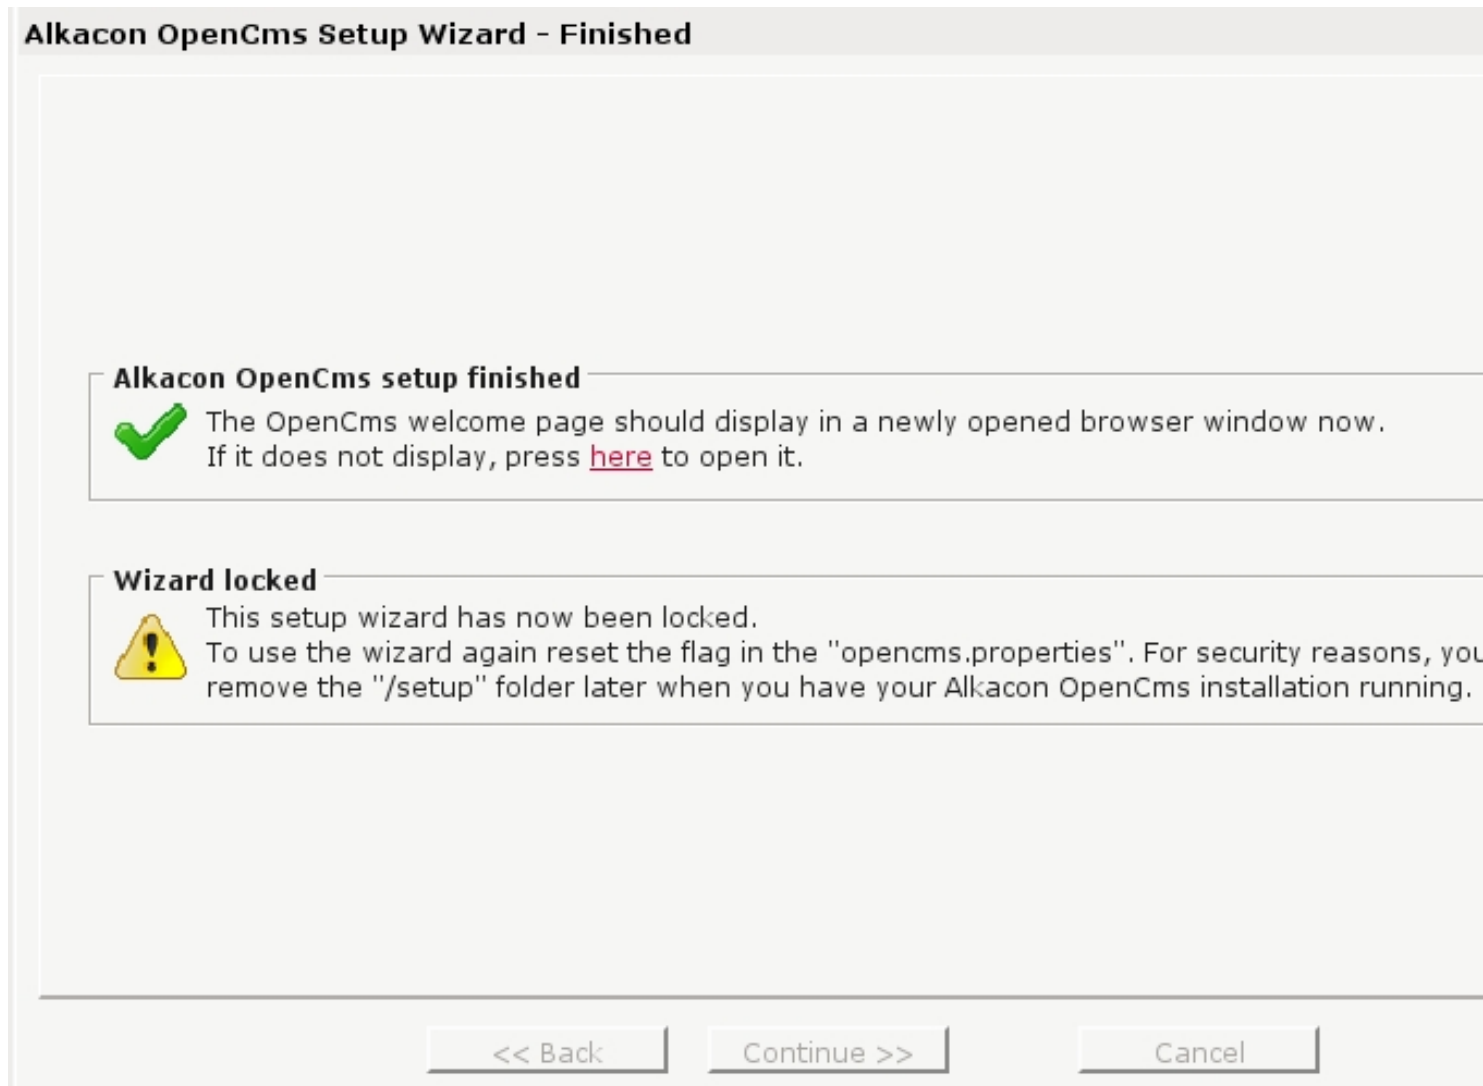 Alkacon OpenCms Setup Wizard - Finished
Alkacon OpenCms setup finished
The OpenCms welcome page should display in a newly opened browser window now.
If it does not display, press here to open it.
Wizard locked
This setup wizard has now been locked.
To use the wizard again reset the flag in the "opencms.properties". For security reasons, you
remove the "/setup" folder later when you have your Alkacon OpenCms installation running.
<< Back
Continue >>
Cancel